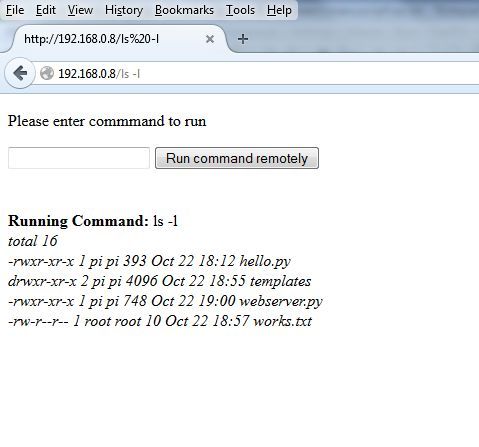 File Edit View History Bookmarks Tools Help
http://192.168.0.8/ls%20-l
192.168.0.8/ls -l
Please enter commmand to run
Run command remotely
Running Command: ls -l
total 16
-rwxr-xr-x 1 pi pi 393 Oct 22 18:12 hello.py
drwxr-xr-x 2 pi pi 4096 Oct 22 18:55 templates
-rwxr-xr-x 1 pi pi 748 Oct 22 19:00 webserver.py
-rw-r--r-- 1 root root 10 Oct 22 18:57 works.txt